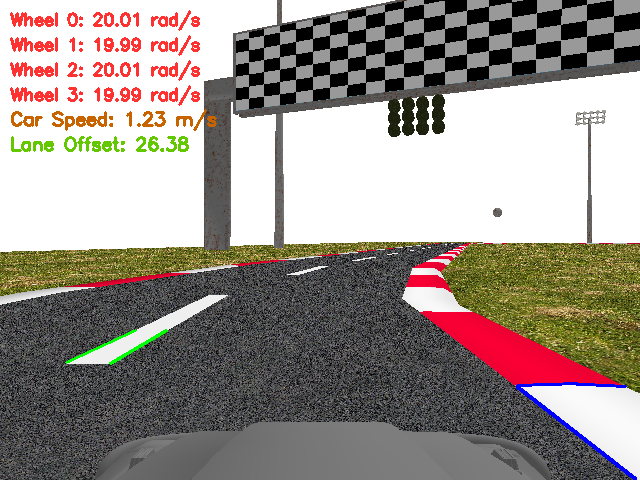 Wheel 0: 20.01 rad/s
Wheel 1: 19.99 rad/s
Wheel 2: 20.01 rad/s
Wheel 3: 19.99 rad/s
Car Speed: 1.23 m/s
Lane Offset: 26.38